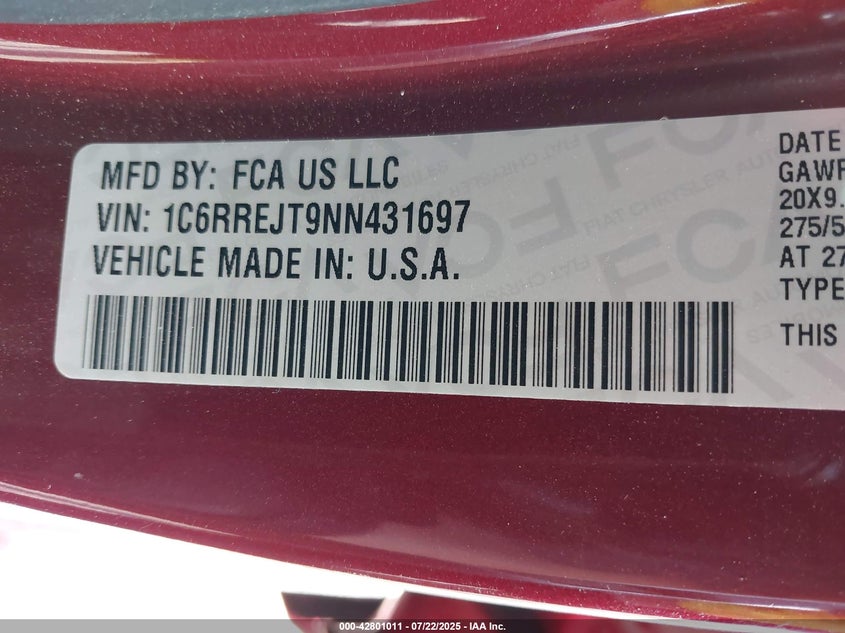 MFD BY: FCA US LLC
VIN: 1C6RREJT9NN431697
VEHICLE MADE IN: U.S.A.
DATE
GAWR
20X9.
275/5
AT 27
TYPE
THIS
000-42801011 - 07/22/2025 - IAA Inc.